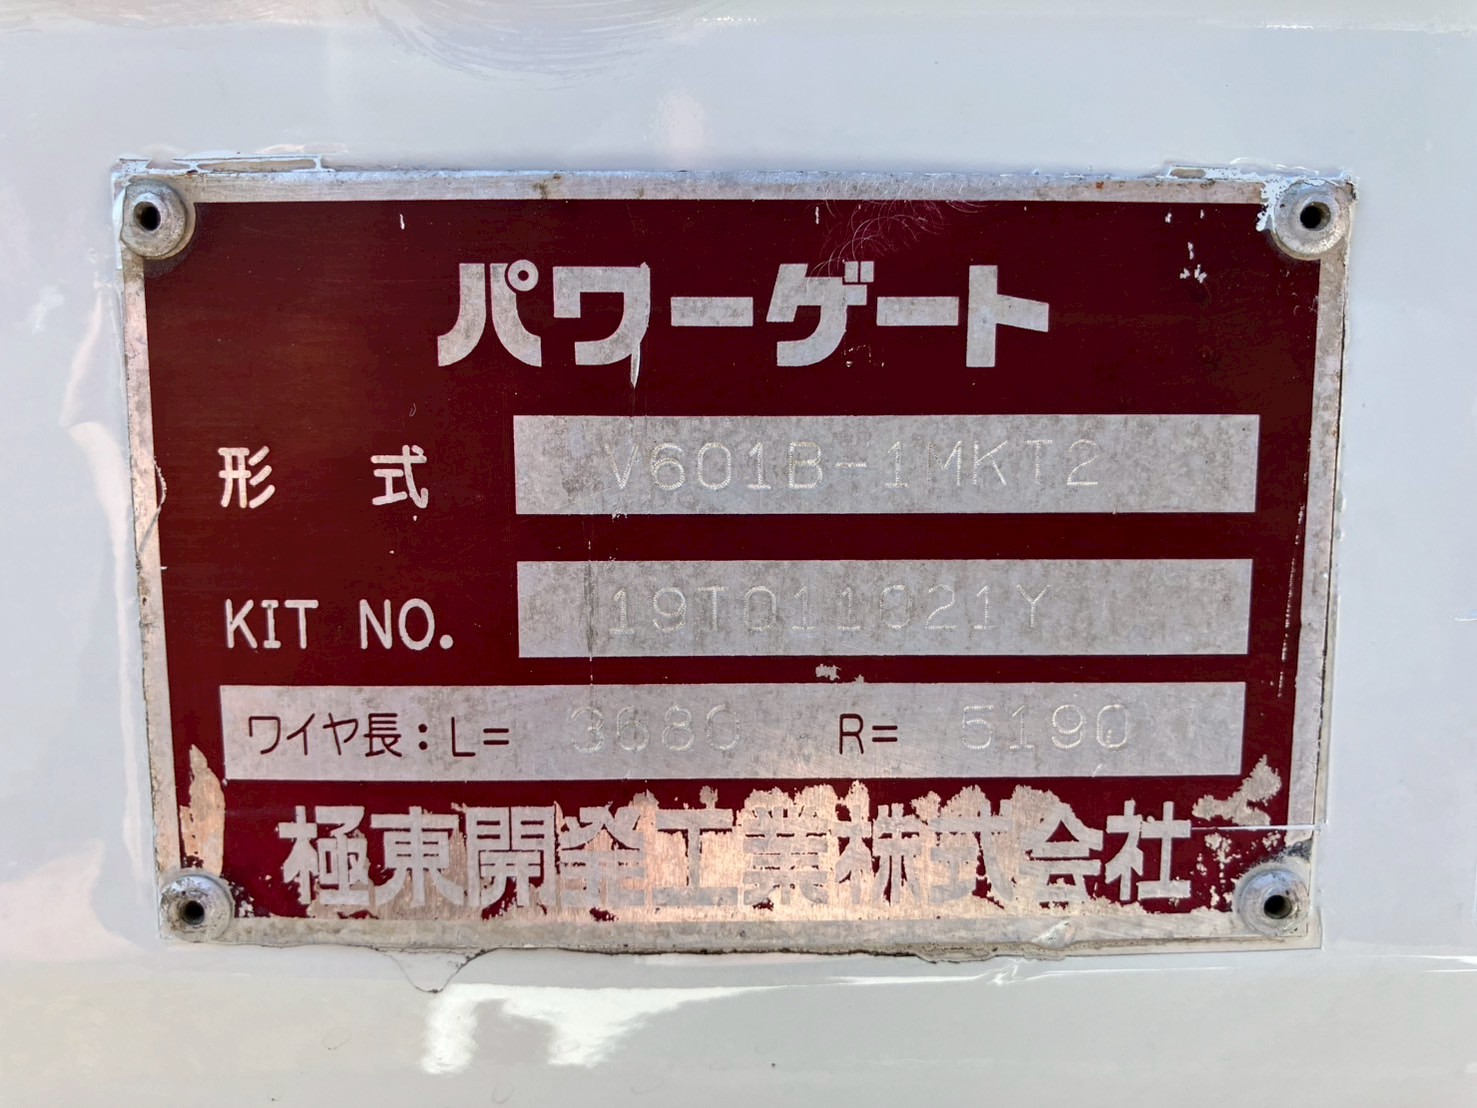 パワーゲート
形式 V601B-1MKT2
KIT NO. 19T011021Y
ワイヤ長:L= 3680 R= 5190
極東開発工業株式会社